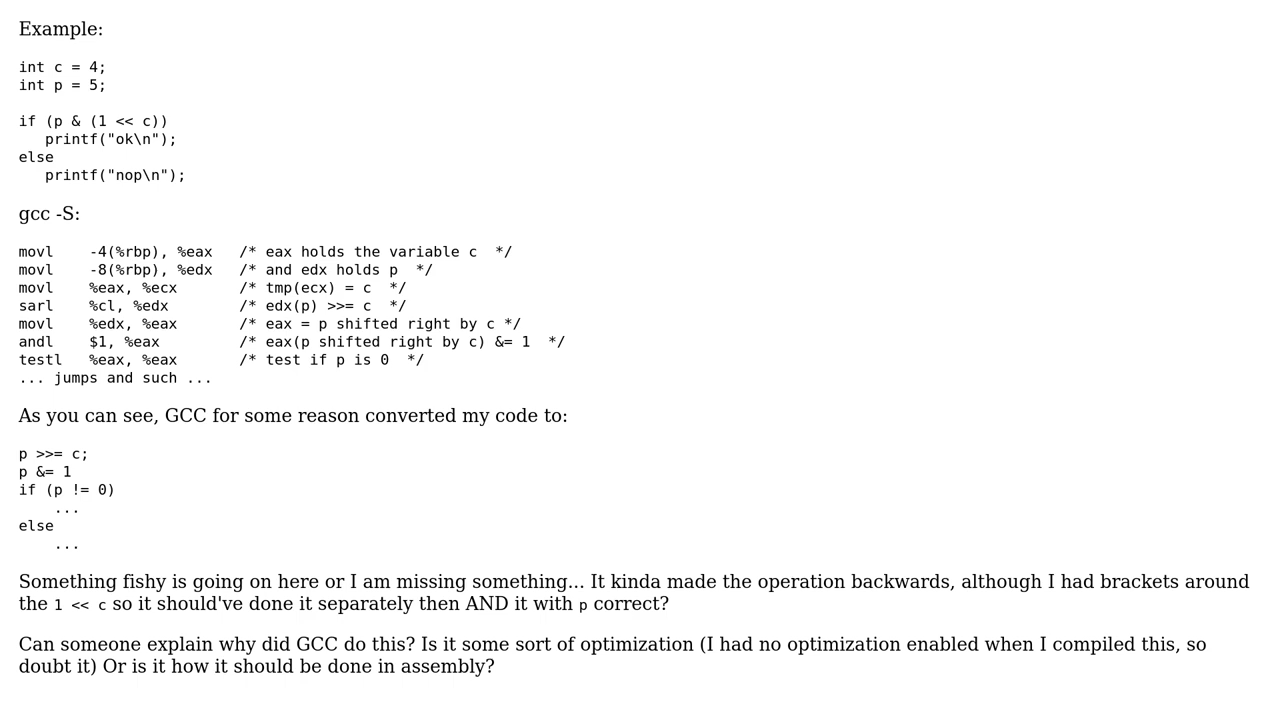 Example:
int c = 4;
int p = 5;
if (p & (1 << c))
   printf("ok\n");
else
   printf("nop\n");
gcc -S:
movl    -4(%rbp), %eax   /* eax holds the variable c  */
movl    -8(%rbp), %edx   /* and edx holds p  */
movl    %eax, %ecx       /* tmp(ecx) = c  */
sarl    %cl, %edx        /* edx(p) >>= c  */
movl    %edx, %eax       /* eax = p shifted right by c */
andl    $1, %eax         /* eax(p shifted right by c) &= 1  */
testl   %eax, %eax       /* test if p is 0  */
... jumps and such ...
As you can see, GCC for some reason converted my code to:
p >>= c;
p &= 1
if (p != 0)
    ...
else
    ...
Something fishy is going on here or I am missing something... It kinda made the operation backwards, although I had brackets around
the 1 << c so it should've done it separately then AND it with p correct?
Can someone explain why did GCC do this? Is it some sort of optimization (I had no optimization enabled when I compiled this, so
doubt it) Or is it how it should be done in assembly?